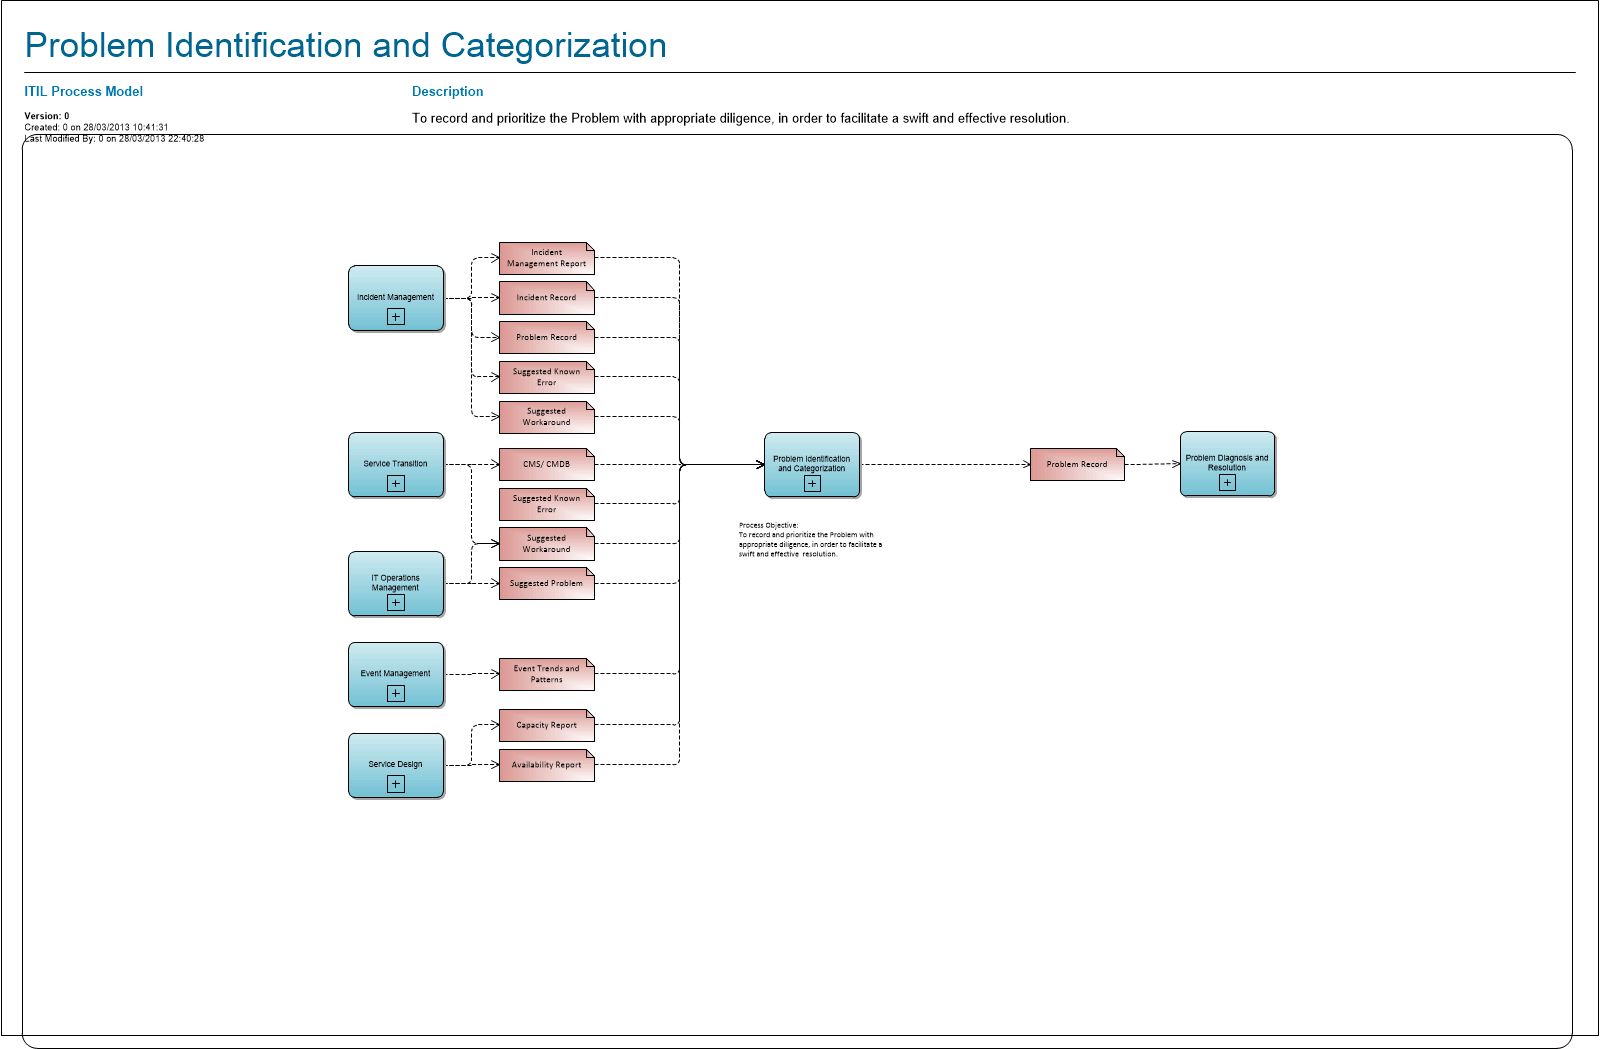 Problem Identification and Categorization
ITIL Process Model
Description
Version: 0
Created: 0 on 28/03/2013 10:41:31
Last Modified By: 0 on 28/03/2013 22:40:28
To record and prioritize the Problem with appropriate diligence, in order to facilitate a swift and effective resolution.
Incident Management
Incident
Management Report
Incident Record
Problem Record
Suggested Known
Error
Suggested
Workaround
Service Transition
CMS/ CMDB
Suggested Known
Error
Suggested
Workaround
IT Operations
Management
Suggested Problem
Event Management
Event Trends and
Patterns
Service Design
Capacity Report
Availability Report
Problem Identification
and Categorization
Process Objective:
To record and prioritize the Problem with
appropriate diligence, in order to facilitate a
swift and effective resolution.
Problem Record
Problem Diagnosis and
Resolution